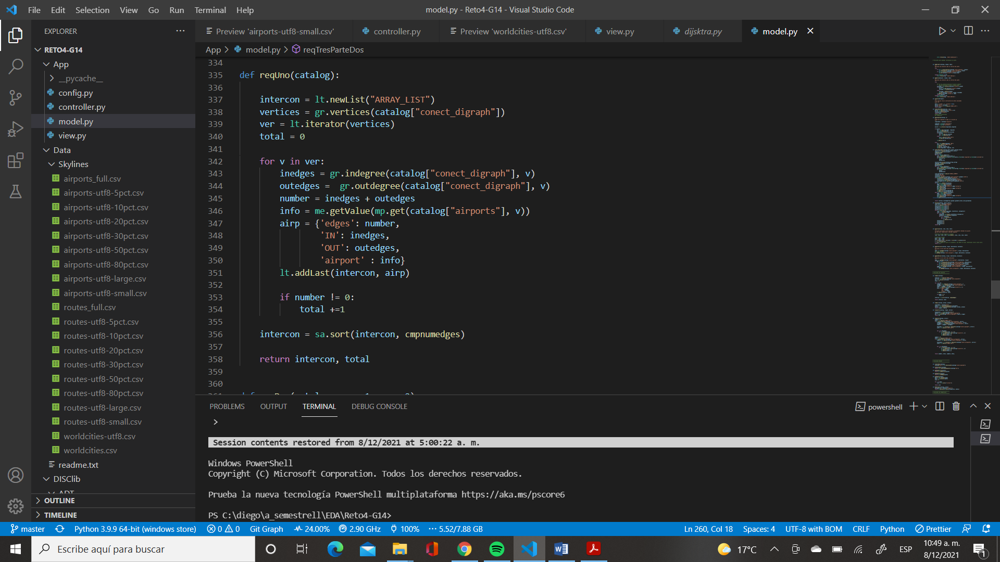 File Edit Selection View Go Run Terminal Help
model.py - Reto4-G14 - Visual Studio Code
EXPLORER
RETO4-G14
App
__pycache__
config.py
controller.py
model.py
view.py
Data
Skylines
airports_full.csv
airports-utf8-5pct.csv
airports-utf8-10pct.csv
airports-utf8-20pct.csv
airports-utf8-30pct.csv
airports-utf8-50pct.csv
airports-utf8-80pct.csv
airports-utf8-large.csv
airports-utf8-small.csv
routes_full.csv
routes-utf8-5pct.csv
routes-utf8-10pct.csv
routes-utf8-20pct.csv
routes-utf8-30pct.csv
routes-utf8-50pct.csv
routes-utf8-80pct.csv
routes-utf8-large.csv
routes-utf8-small.csv
worldcities-utf8.csv
worldcities.csv
readme.txt
DISClib
ADT
OUTLINE
TIMELINE
Preview 'airports-utf8-small.csv' controller.py Preview 'worldcities-utf8.csv' view.py dijsktra.py model.py
App > model.py > reqTresParteDos
334
335 def reqUno(catalog):
336
337 intercon = lt.newList("ARRAY_LIST")
338 vertices = gr.vertices(catalog["conect_digraph"])
339 ver = lt.iterator(vertices)
340 total = 0
341
342 for v in ver:
343 inedges = gr.indegree(catalog["conect_digraph"], v)
344 outedges =  gr.outdegree(catalog["conect_digraph"], v)
345 number = inedges + outedges
346 info = me.getValue(mp.get(catalog["airports"], v))
347 airp = {'edges': number,
348 'IN': inedges,
349 'OUT': outedges,
350 'airport' : info}
351 lt.addLast(intercon, airp)
352
353 if number != 0:
354 total +=1
355
356 intercon = sa.sort(intercon, cmpnumedges)
357
358 return intercon, total
359
360
PROBLEMS OUTPUT TERMINAL DEBUG CONSOLE
powershell
>
Session contents restored from 8/12/2021 at 5:00:22 a. m.
Windows PowerShell
Copyright (C) Microsoft Corporation. Todos los derechos reservados.
Prueba la nueva tecnología PowerShell multiplataforma https://aka.ms/pscore6
PS C:\diego\a_semestrell\EDA\Reto4-G14>
master Python 3.9.9 64-bit (windows store) 0 0 Git Graph 24.00% 2.90 GHz 100% 5.52/7.88 GB Ln 260, Col 18 Spaces: 4 UTF-8 with BOM CRLF Python Prettier
Escribe aquí para buscar
17°C
ESP
10:49 a. m.
8/12/2021
1